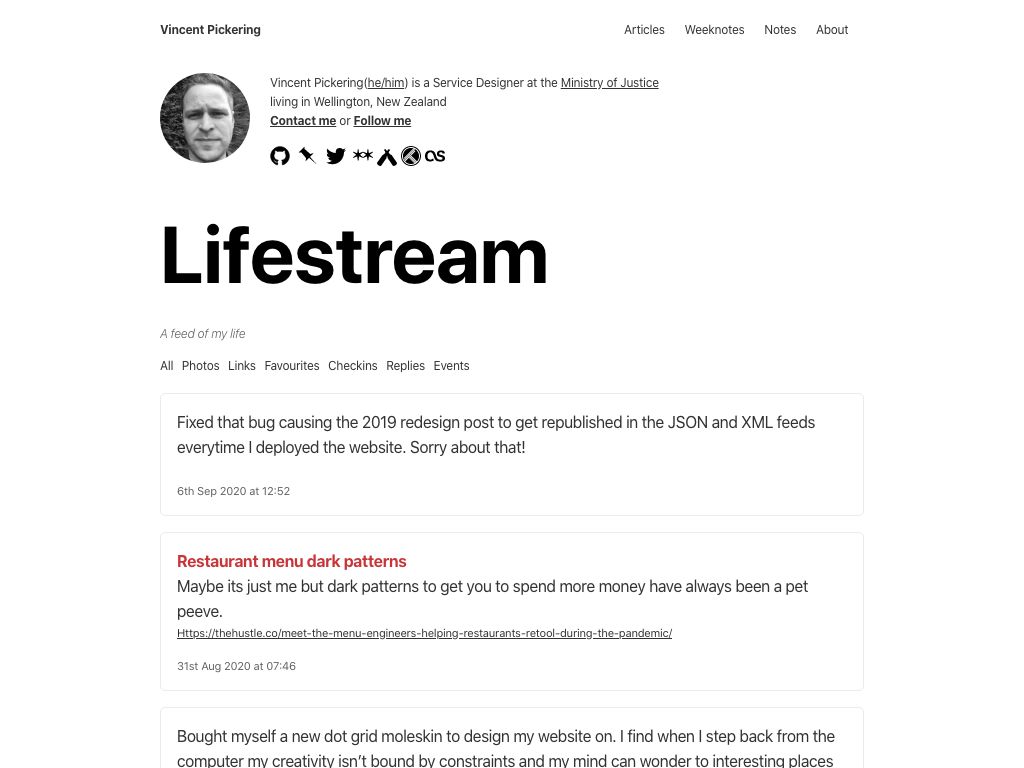 Vincent Pickering
Articles Weeknotes Notes About
Vincent Pickering(he/him) is a Service Designer at the Ministry of Justice
living in Wellington, New Zealand
Contact me or Follow me
Lifestream
A feed of my life
All Photos Links Favourites Checkins Replies Events
Fixed that bug causing the 2019 redesign post to get republished in the JSON and XML feeds
everytime I deployed the website. Sorry about that!
6th Sep 2020 at 12:52
Restaurant menu dark patterns
Maybe its just me but dark patterns to get you to spend more money have always been a pet
peeve.
Https://thehustle.co/meet-the-menu-engineers-helping-restaurants-retool-during-the-pandemic/
31st Aug 2020 at 07:46
Bought myself a new dot grid moleskin to design my website on. I find when I step back from the
computer my creativity isn’t bound by constraints and my mind can wonder to interesting places